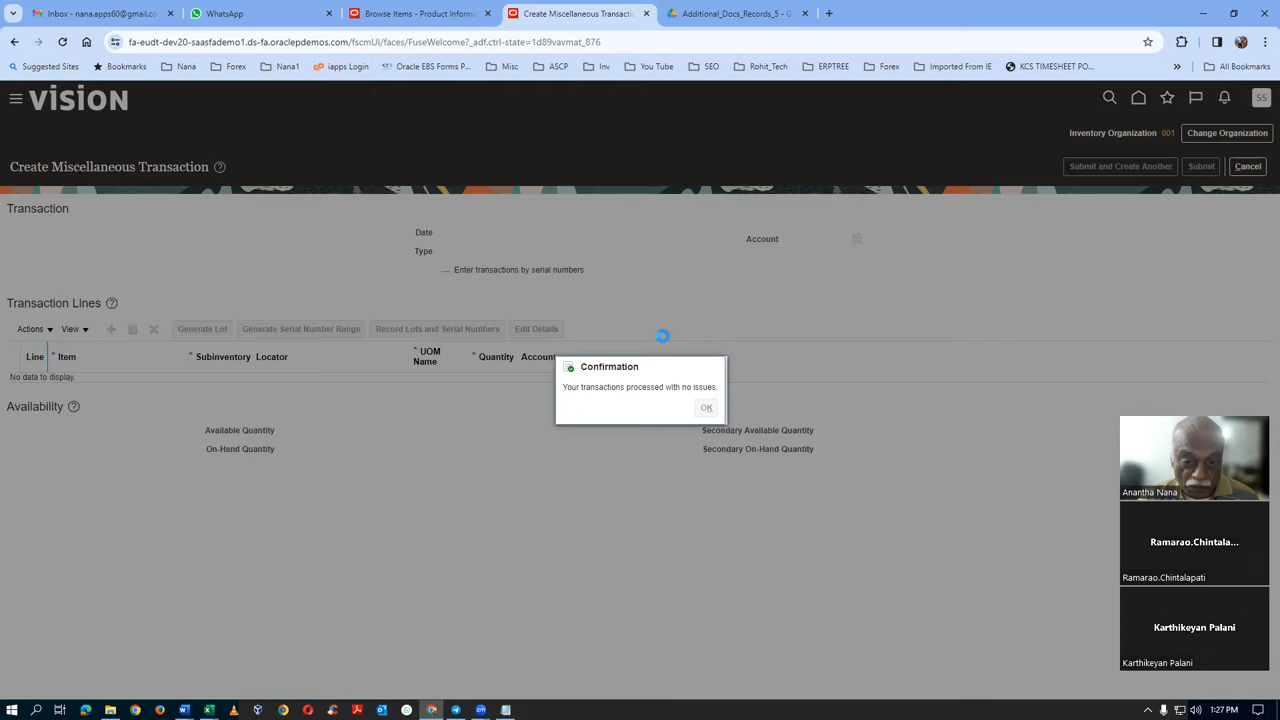 Inbox - nana.apps60@gmail.co
WhatsApp
Browse Items - Product Informa
Create Miscellaneous Transactio
Additional_Docs_Records_5 - G
fa-eudt-dev20-saasfademo1.ds-fa.oraclepdemos.com/fscmUI/faces/FuseWelcome?_adf.ctrl-state=1d89vavmat_876
Suggested Sites
Bookmarks
Nana
Forex
Nana1
iapps Login
Oracle EBS Forms P...
Misc
ASCP
Inv
You Tube
SEO
Rohit_Tech
ERPTREE
Forex
Imported From IE
KCS TIMESHEET PO...
»
All Bookmarks
VISION
SS
Inventory Organization 001 Change Organization
Create Miscellaneous Transaction
Submit and Create Another Submit Cancel
Transaction
Date
Account
Type
Enter transactions by serial numbers
Transaction Lines
Actions View Generate Lot Generate Serial Number Range Record Lots and Serial Numbers Edit Details
Line * Item * Subinventory Locator * UOM Name * Quantity Account
No data to display.
Confirmation
Your transactions processed with no issues.
OK
Availability
Available Quantity
Secondary Available Quantity
On-Hand Quantity
Secondary On-Hand Quantity
Anantha Nana
Ramarao.Chintala...
Ramarao.Chintalapati
Karthikeyan Palani
Karthikeyan Palani
1:27 PM